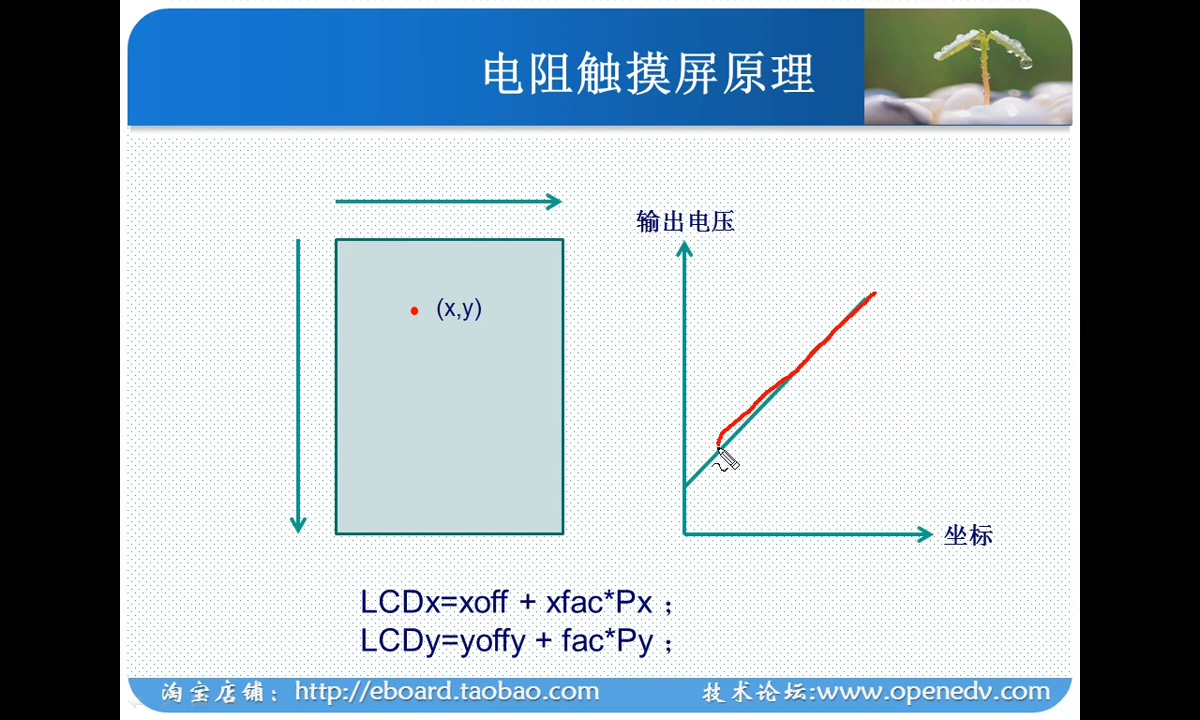 电阻触摸屏原理
输出电压
(x,y)
坐标
LCDx=xoff + xfac*Px ；
LCDy=yoffy + fac*Py ；
淘宝店铺：http://eboard.taobao.com 技术论坛:www.openedv.com